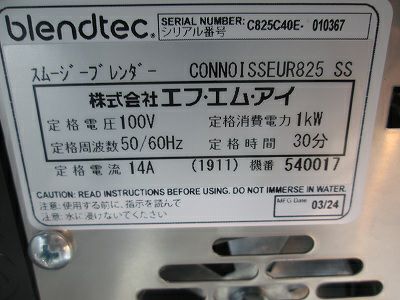 blendtec®
SERIAL NUMBER:
シリアル番号
C825C40E- 010367
スムージーブレンダー CONNOISSEUR825 SS
株式会社エフ・エム・アイ
定格電圧100V 定格消費電力1kW
定格周波数50/60Hz 定格時間 30分
定格電流 14A (1911) 機番 540017
CAUTION: READ INSTRUCTIONS BEFORE USING. DO NOT IMMERSE IN WATER.
注意: 使用する前に、指示を読んで
注意: 水に浸けないでください
MFG Date
03/24